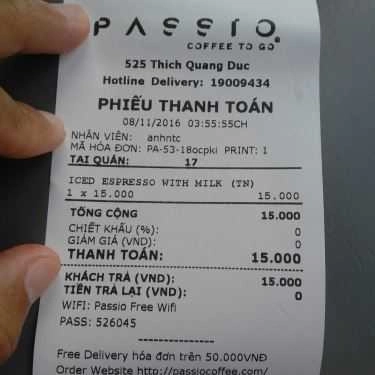 PASSIO
COFFEE TO GO
525 Thich Quang Duc
Hotline Delivery: 19009434
PHIẾU THANH TOÁN
08/11/2016 03:55:55CH
NHÂN VIÊN: anhntc
MÃ HÓA ĐƠN: PA-53-18ocpki PRINT: 1
TẠI QUÁN: 17
ICED ESPRESSO WITH MILK (TN)
1 x 15.000 15.000
TỔNG CỘNG 15.000
CHIẾT KHẤU (%): 0
GIẢM GIÁ (VND): 0
THANH TOÁN: 15.000
KHÁCH TRẢ (VND): 15.000
TIỀN TRẢ LẠI (VND): 0
WIFI: Passio Free Wifi
PASS: 526045
Free Delivery hóa đơn trên 50.000VNĐ
Order Website http://passiocoffee.com/